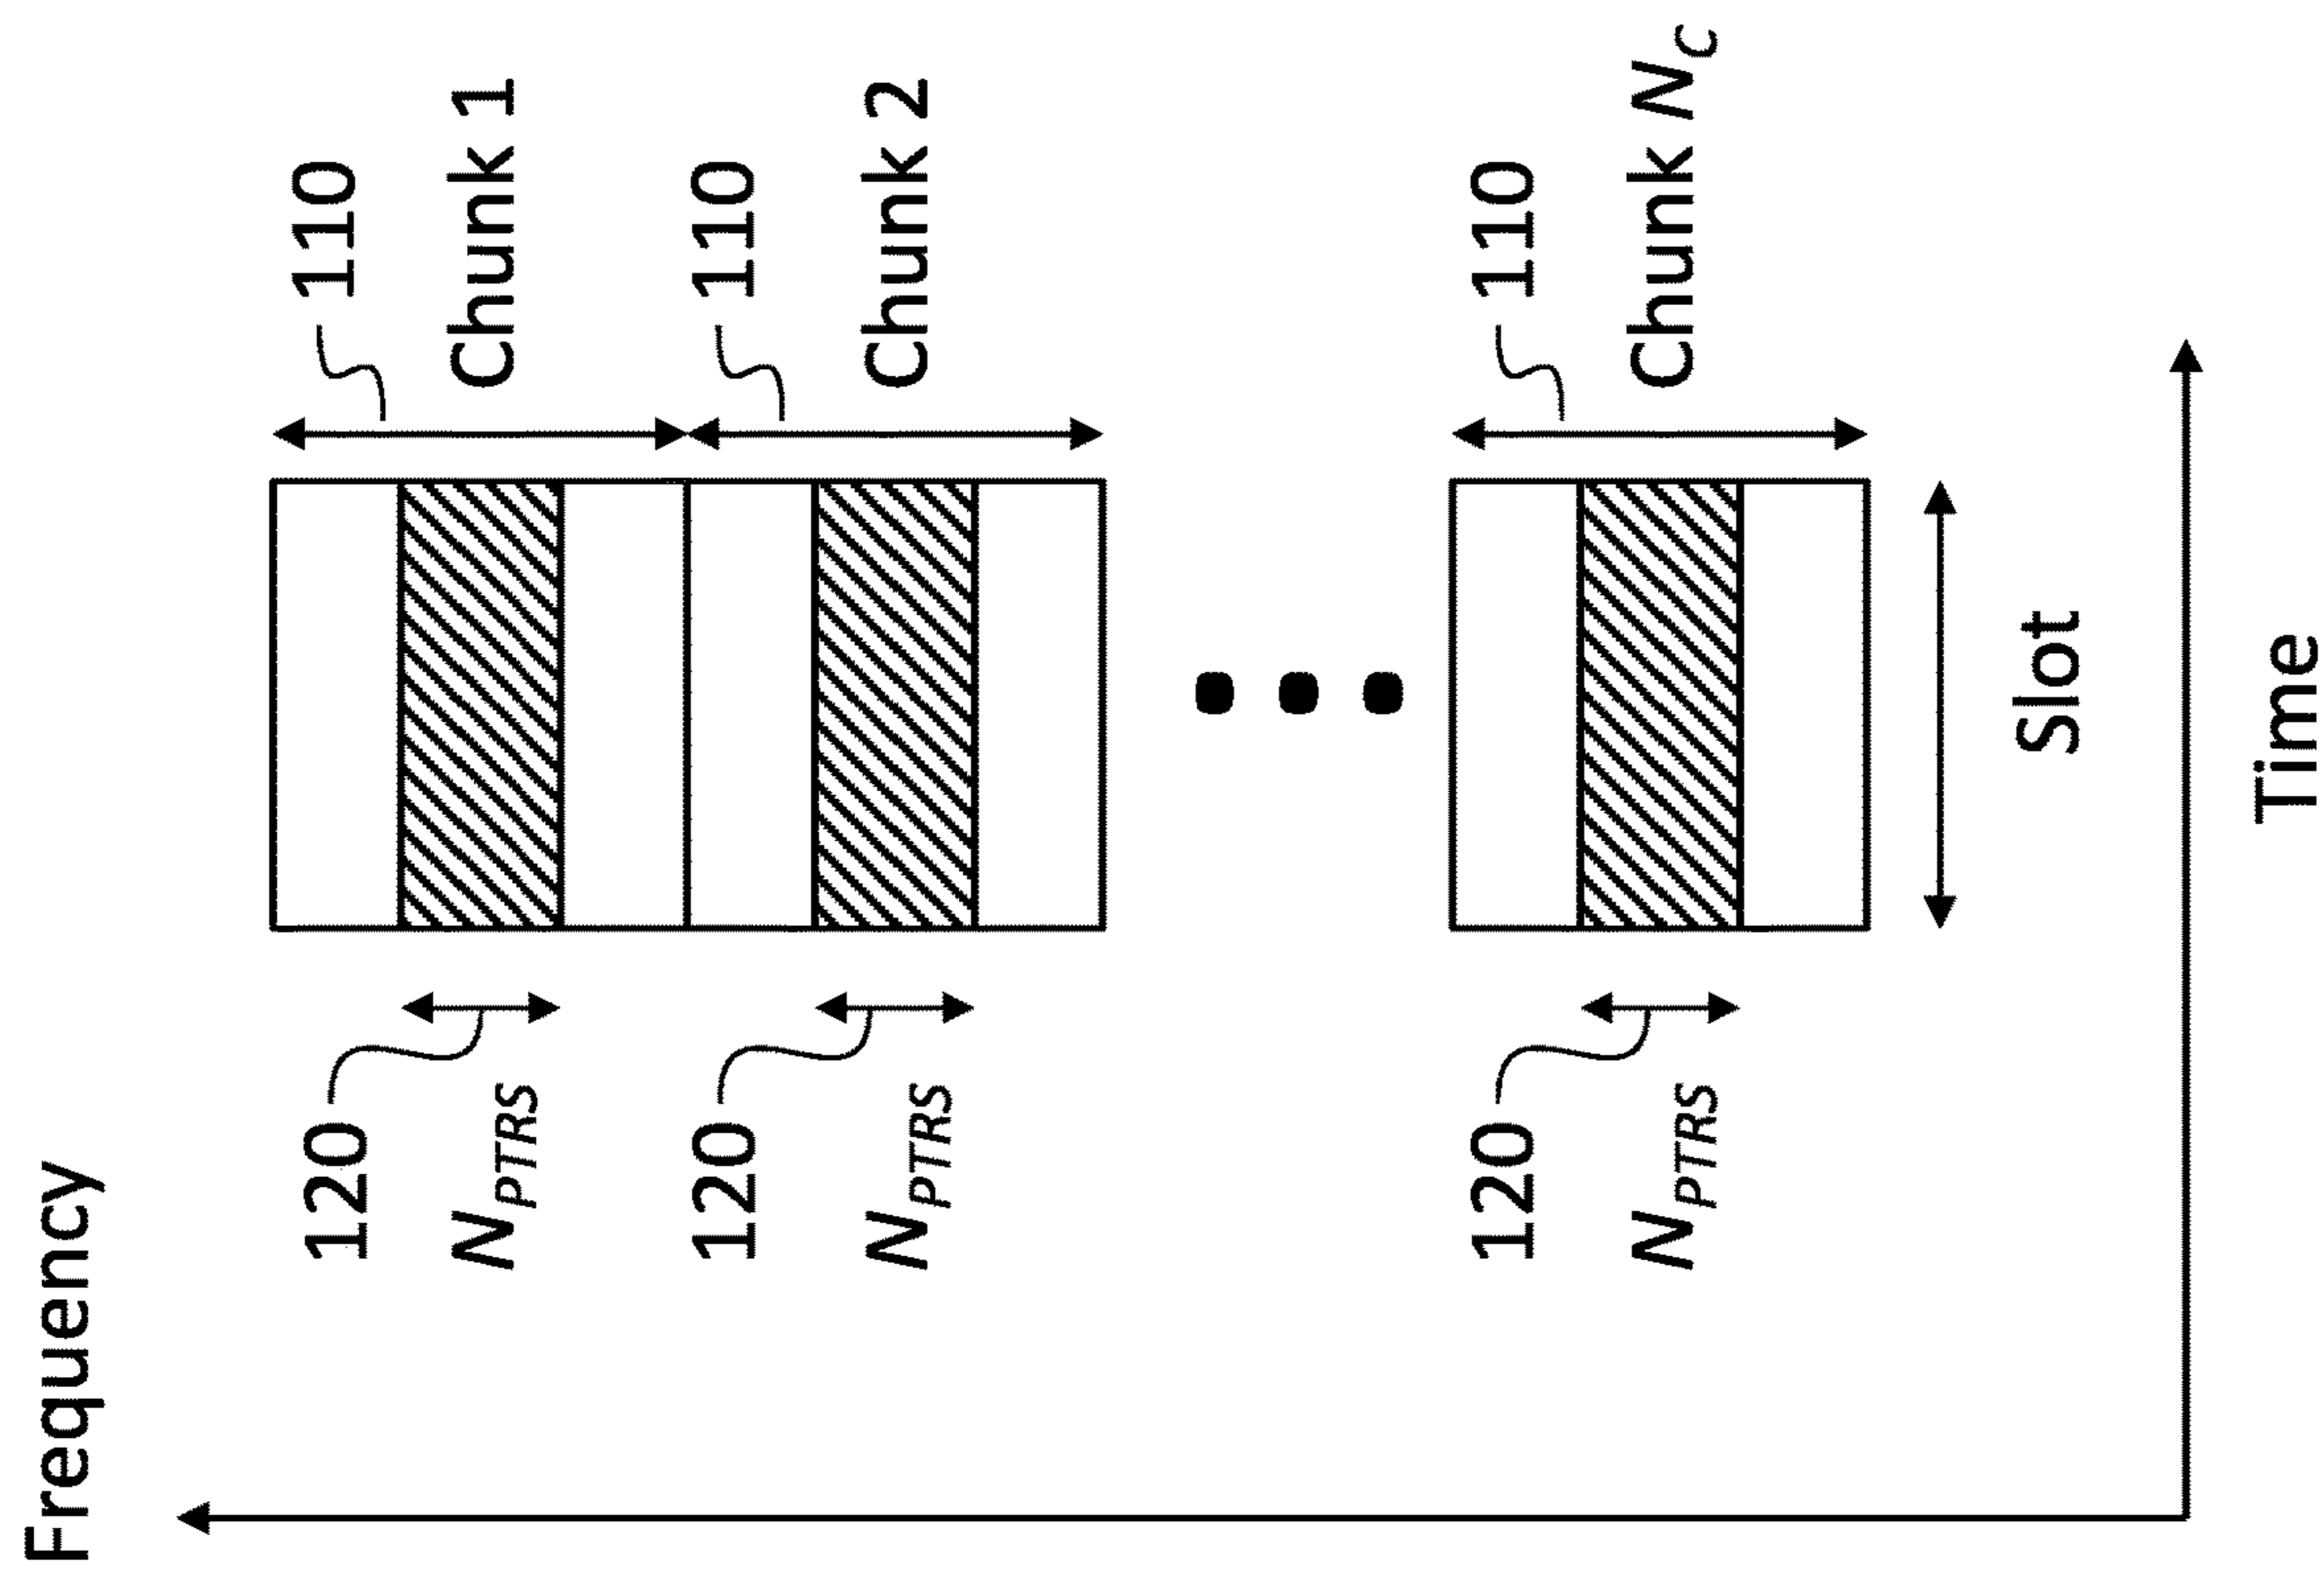 Frequency
120
110
N_PTRS
Chunk 1
120
110
N_PTRS
Chunk 2
120
110
N_PTRS
Chunk N_C
Slot
Time